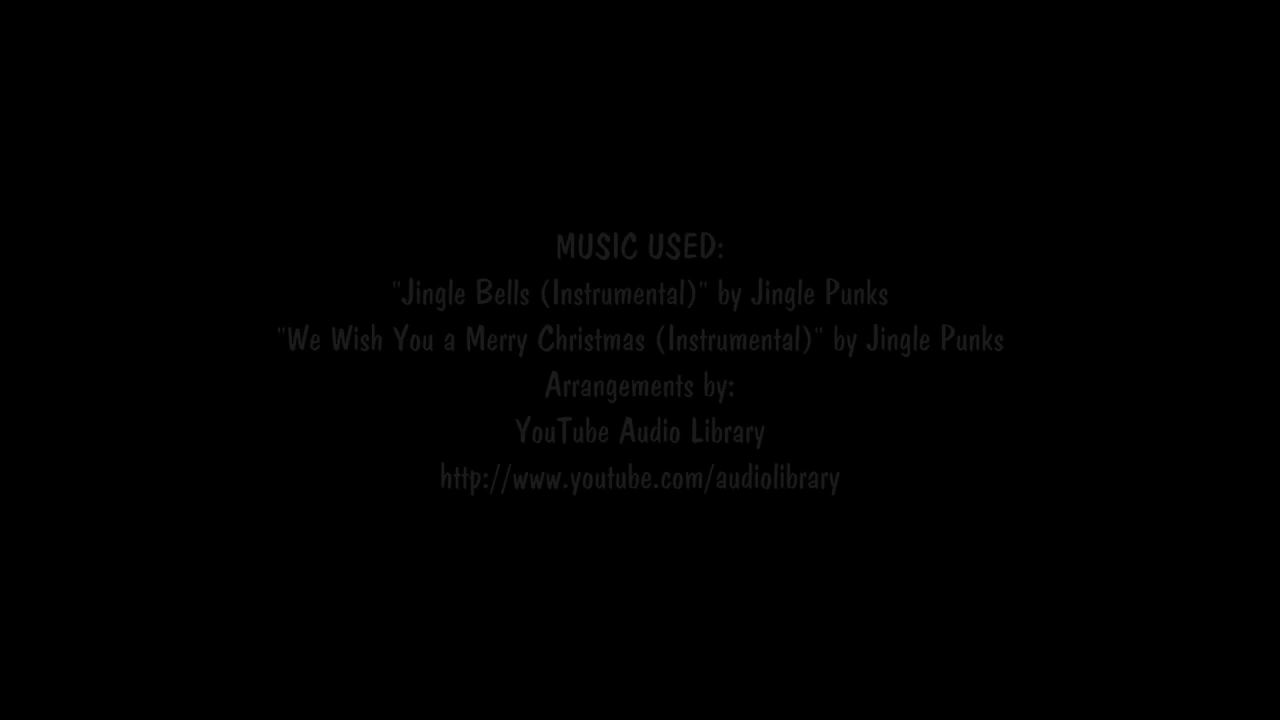 MUSIC USED:
"Jingle Bells (Instrumental)" by Jingle Punks
"We Wish You a Merry Christmas (Instrumental)" by Jingle Punks
Arrangements by:
YouTube Audio Library
http://www.youtube.com/audiolibrary